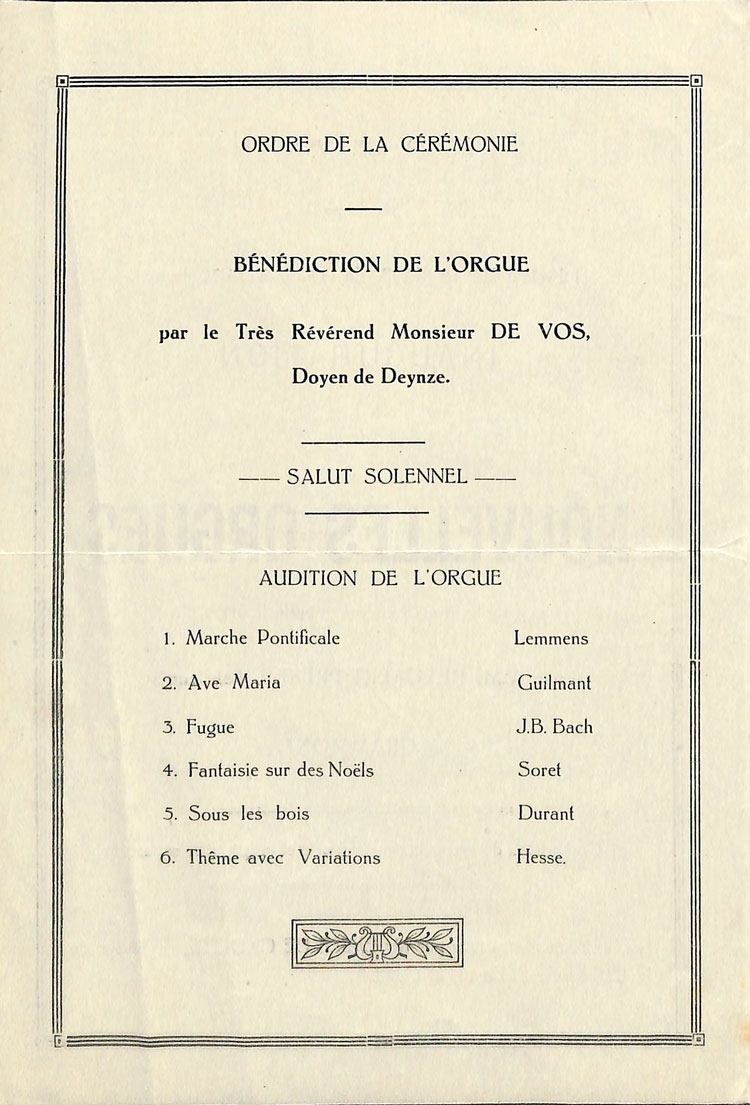 ORDRE DE LA CÉRÉMONIE
BÉNÉDICTION DE L'ORGUE
par le Très Révérend Monsieur DE VOS,
Doyen de Deynze.
SALUT SOLENNEL
AUDITION DE L'ORGUE
1. Marche Pontificale Lemmens
2. Ave Maria Guilmant
3. Fugue J.B. Bach
4. Fantaisie sur des Noëls Soret
5. Sous les bois Durant
6. Thême avec Variations Hesse.